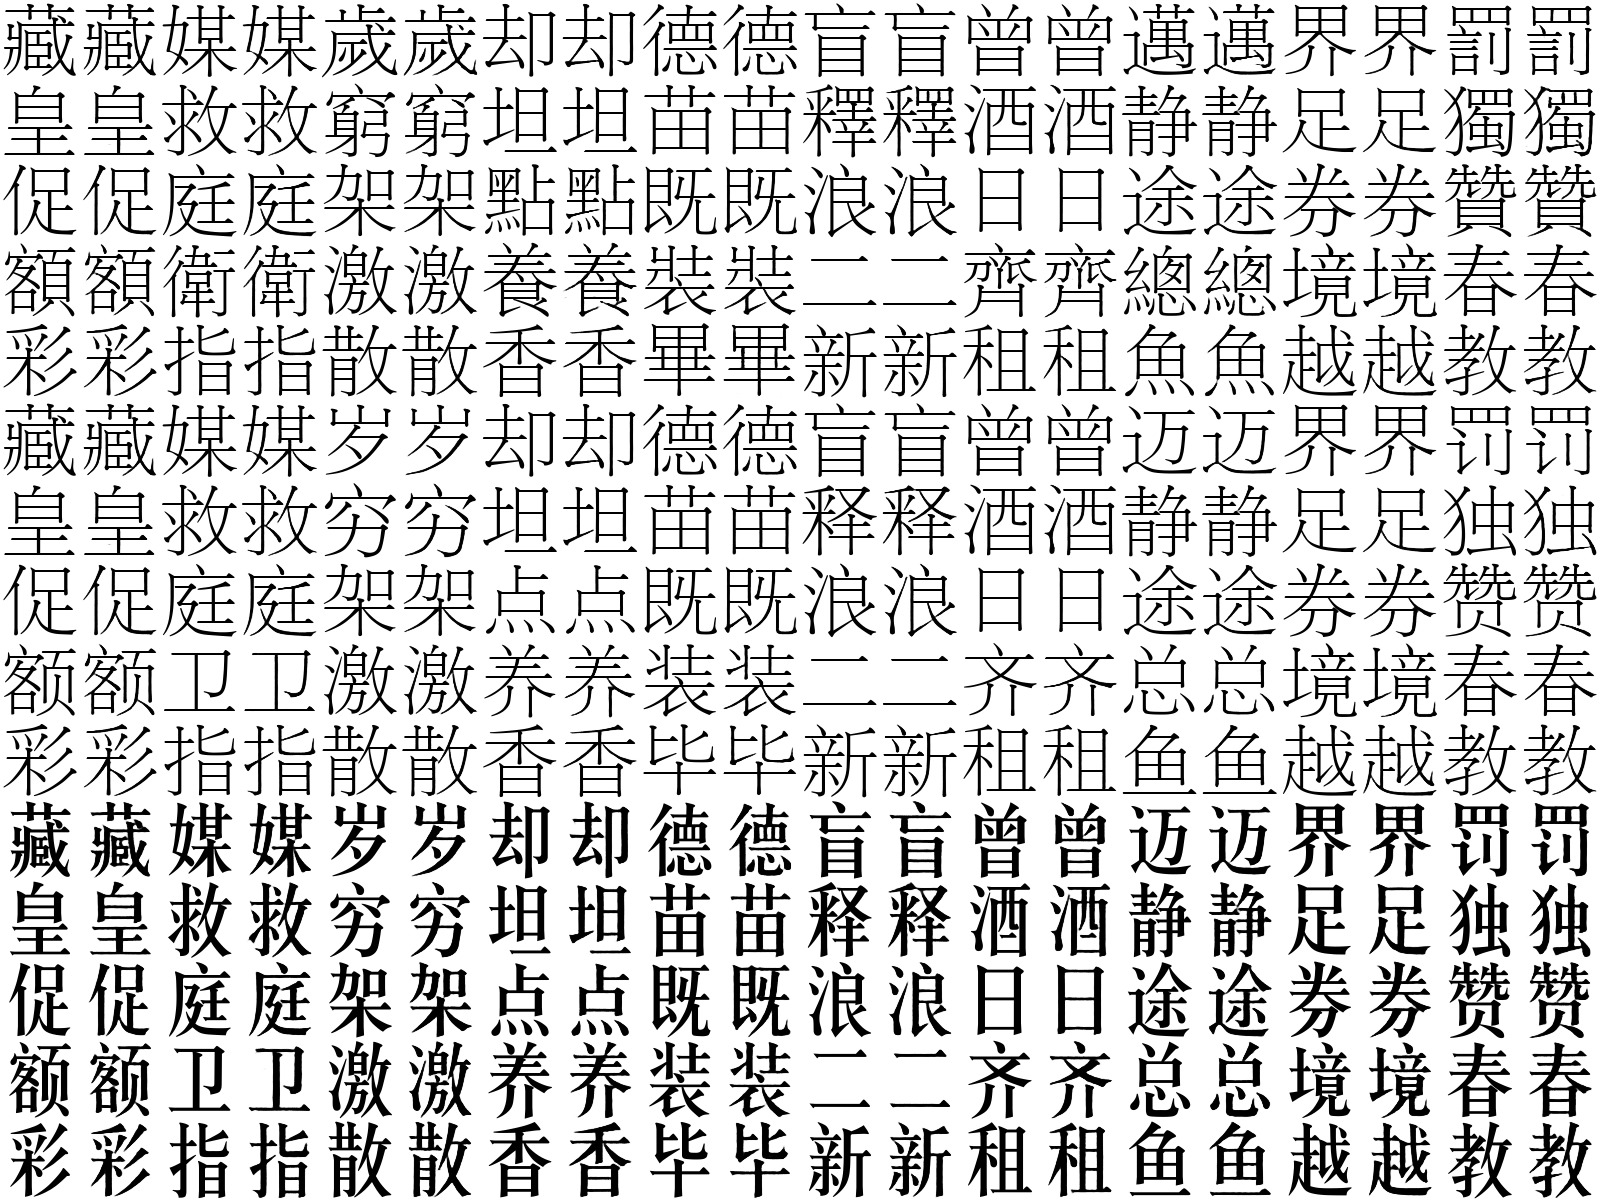 藏藏媒媒歲歲却却德德盲盲曾曾邁邁界界罰罰
皇皇救救窮窮坦坦苗苗釋釋酒酒静静足足獨獨
促促庭庭架架點點既既浪浪日日途途券券贊贊
額額衛衛激激養養裝裝二二齊齊總總境境春春
彩彩指指散散香香畢畢新新租租魚魚越越教教
藏藏媒媒岁岁却却德德盲盲曾曾迈迈界界罚罚
皇皇救救穷穷坦坦苗苗释释酒酒静静足足独独
促促庭庭架架点点既既浪浪日日途途券券赞赞
额额卫卫激激养养装装二二齐齐总总境境春春
彩彩指指散散香香毕毕新新租租鱼鱼越越教教
藏藏媒媒岁岁却却德德盲盲曾曾迈迈界界罚罚
皇皇救救穷穷坦坦苗苗释释酒酒静静足足独独
促促庭庭架架点点既既浪浪日日途途券券赞赞
额额卫卫激激养养装装二二齐齐总总境境春春
彩彩指指散散香香毕毕新新租租鱼鱼越越教教